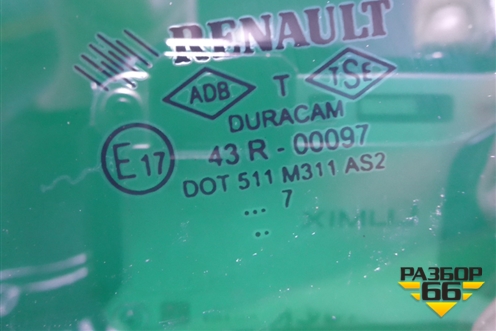 RENAULT
ADB T TSE
DURACAM
E17 43 R - 00097
DOT 511 M311 AS2
... 7
..
РАЗБОР
66